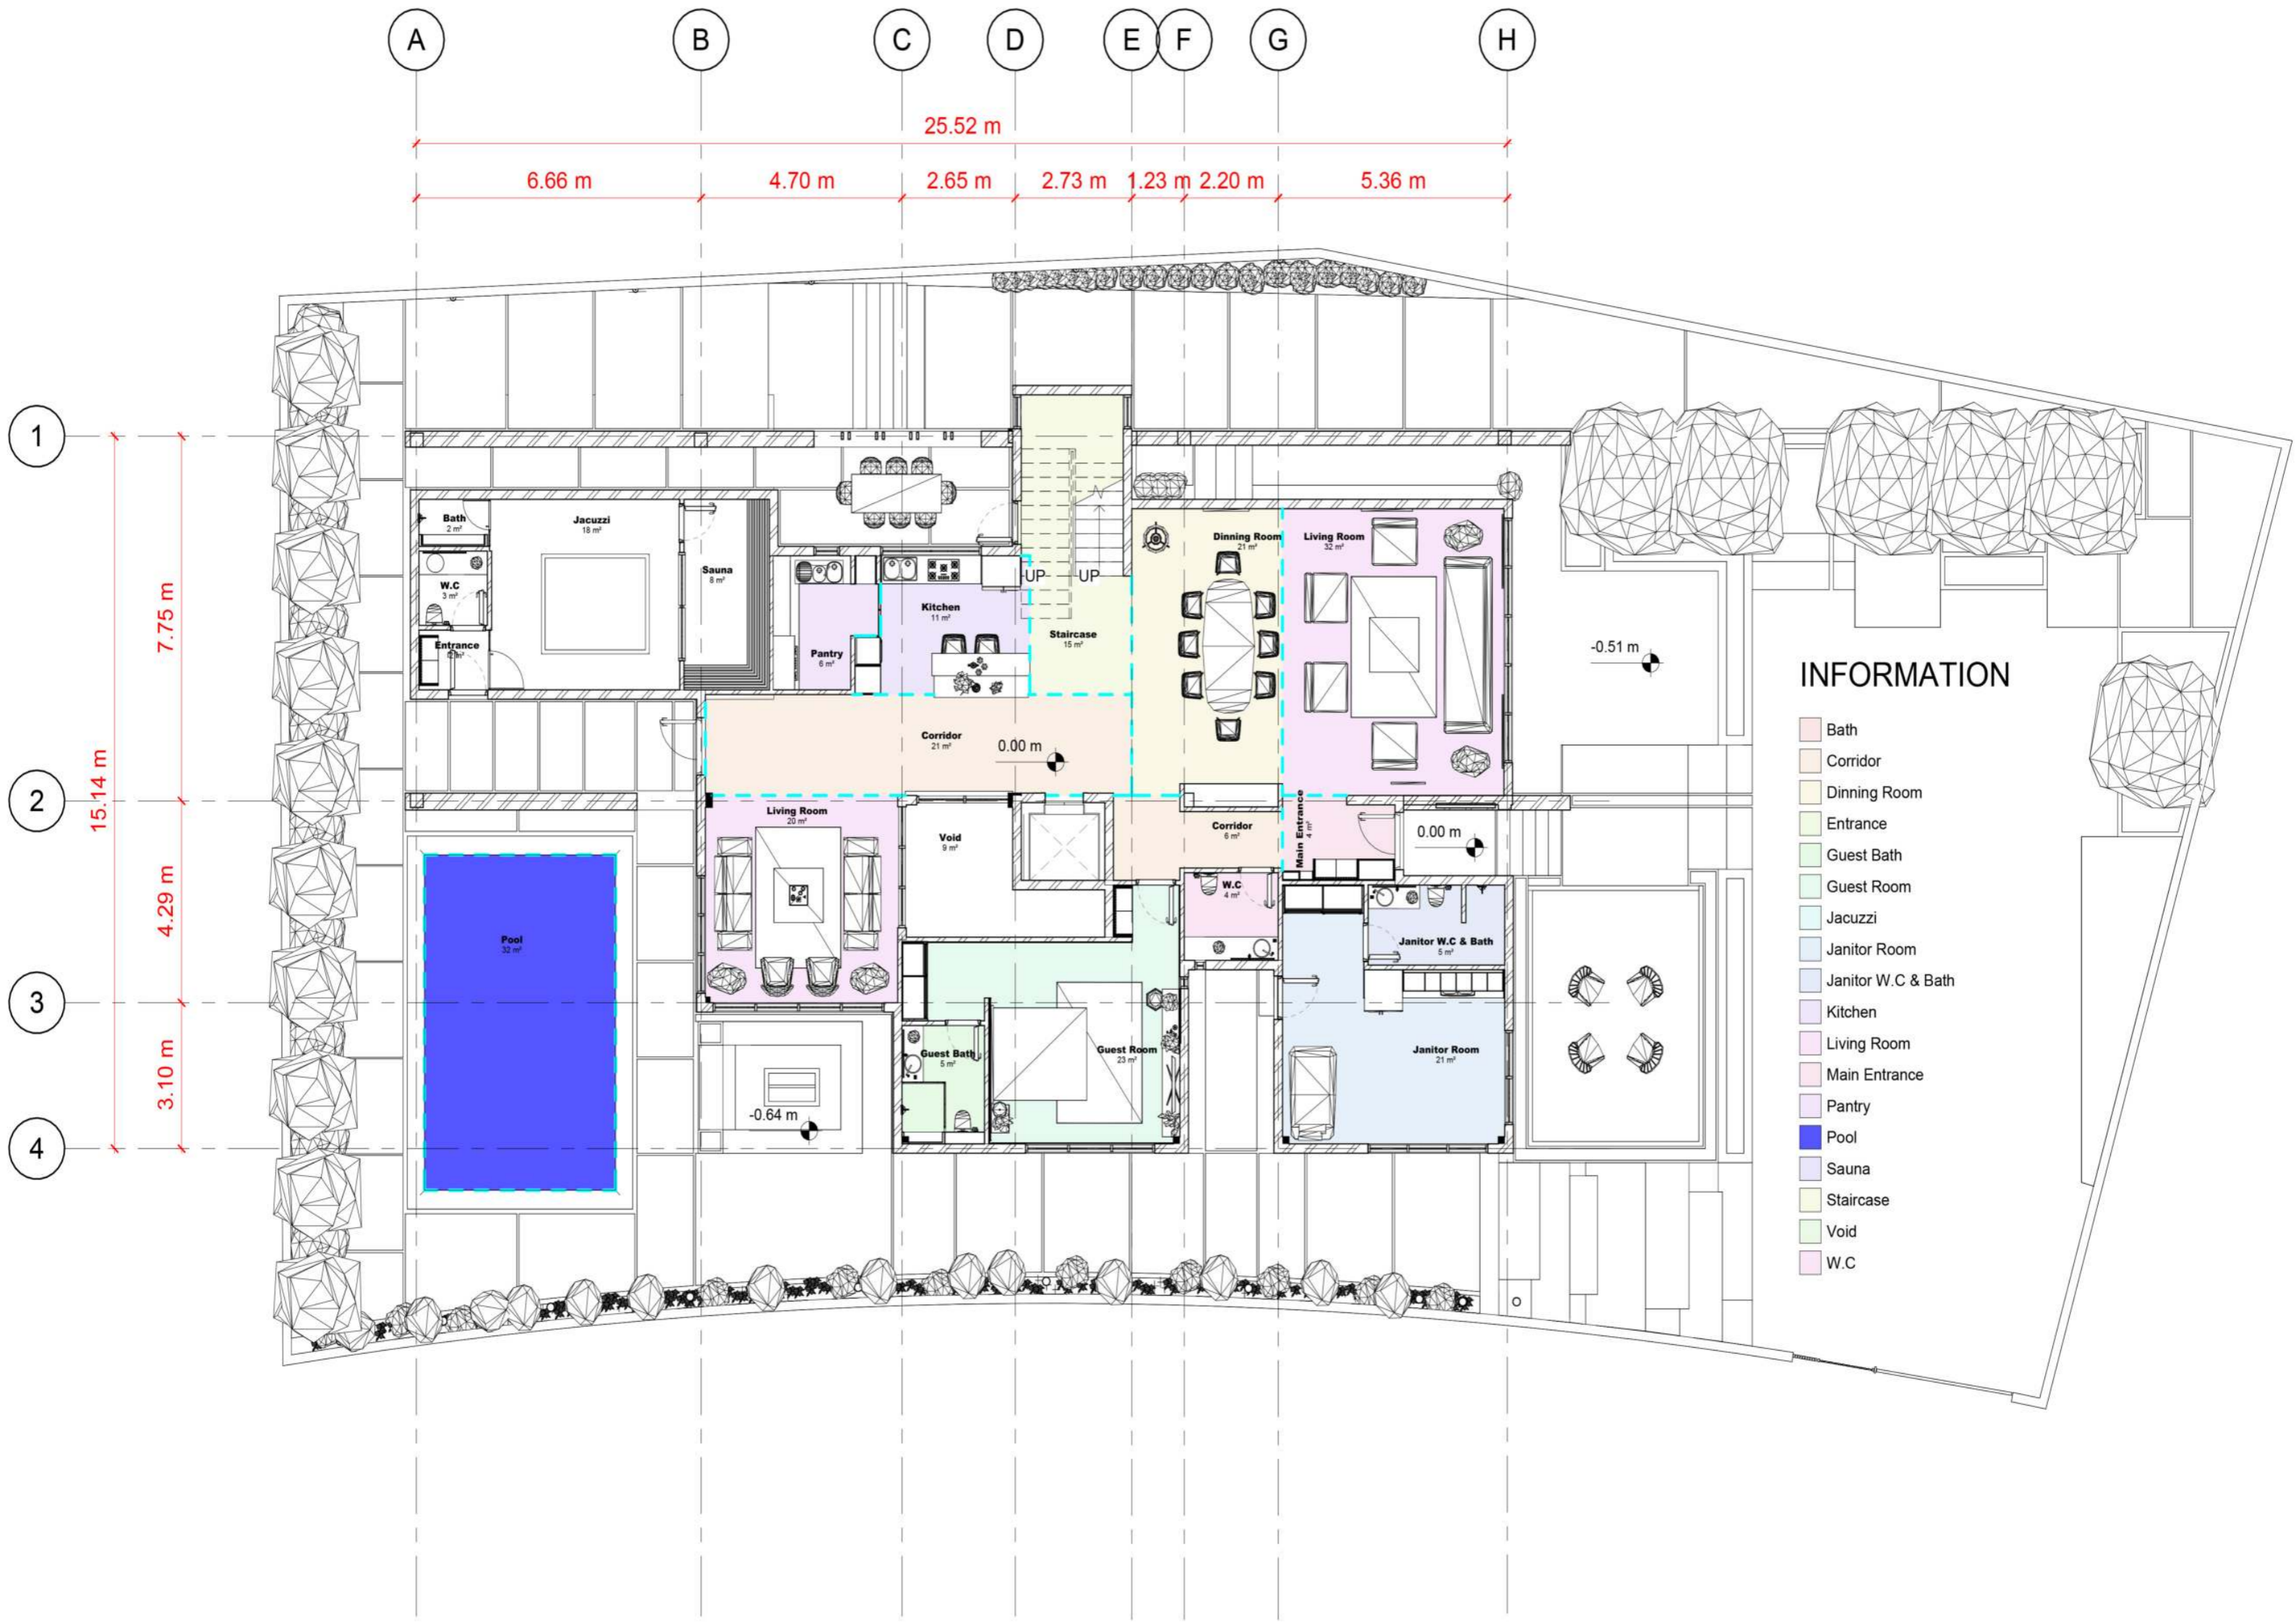 A
B
C
D
E
F
G
H
25.52 m
6.66 m
4.70 m
2.65 m
2.73 m
1.23 m
2.20 m
5.36 m
1
2
3
4
15.14 m
7.75 m
4.29 m
3.10 m
Bath
2 m²
Jacuzzi
18 m²
W.C
3 m²
Sauna
8 m²
Entrance
Pantry
6 m²
Kitchen
11 m²
UP
UP
Staircase
15 m²
Dinning Room
21 m²
Living Room
32 m²
-0.51 m
Corridor
21 m²
0.00 m
Living Room
20 m²
Void
9 m²
Corridor
6 m²
Main Entrance
4 m²
0.00 m
W.C
4 m²
Janitor W.C & Bath
5 m²
Pool
32 m²
Guest Bath
5 m²
Guest Room
23 m²
Janitor Room
21 m²
-0.64 m
INFORMATION
Bath
Corridor
Dinning Room
Entrance
Guest Bath
Guest Room
Jacuzzi
Janitor Room
Janitor W.C & Bath
Kitchen
Living Room
Main Entrance
Pantry
Pool
Sauna
Staircase
Void
W.C